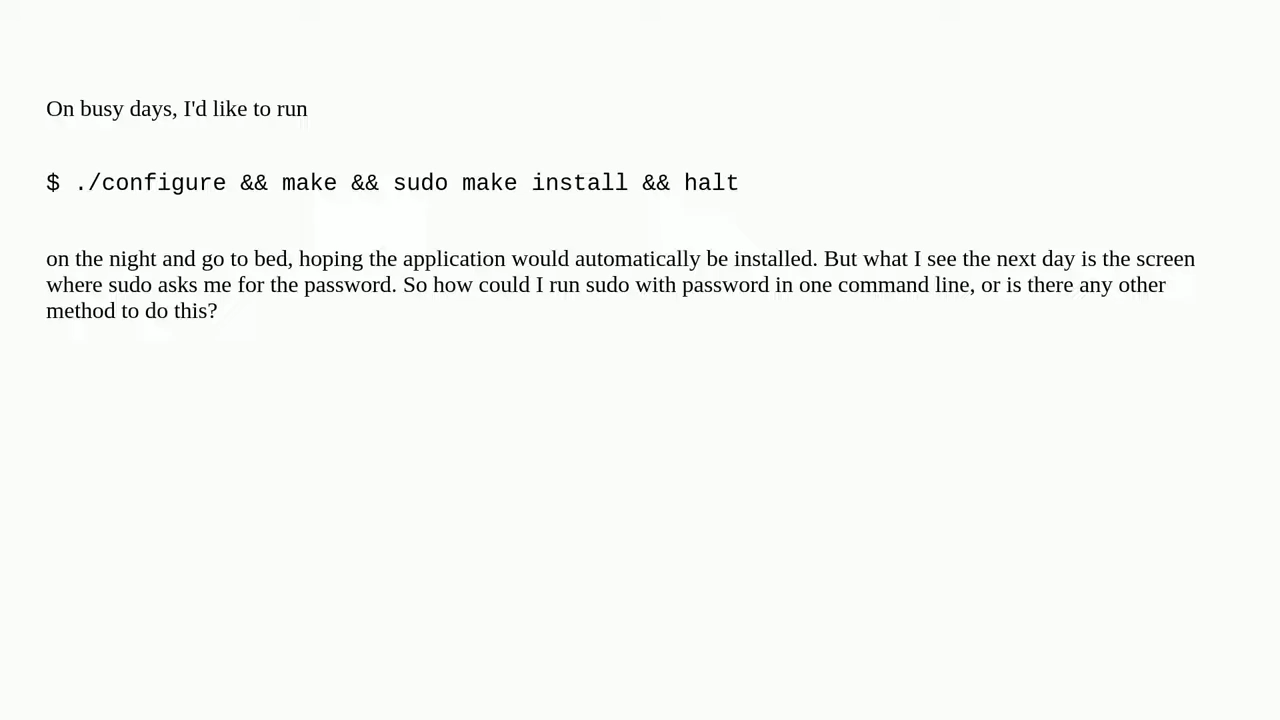 On busy days, I'd like to run
$ ./configure && make && sudo make install && halt
on the night and go to bed, hoping the application would automatically be installed. But what I see the next day is the screen
where sudo asks me for the password. So how could I run sudo with password in one command line, or is there any other
method to do this?